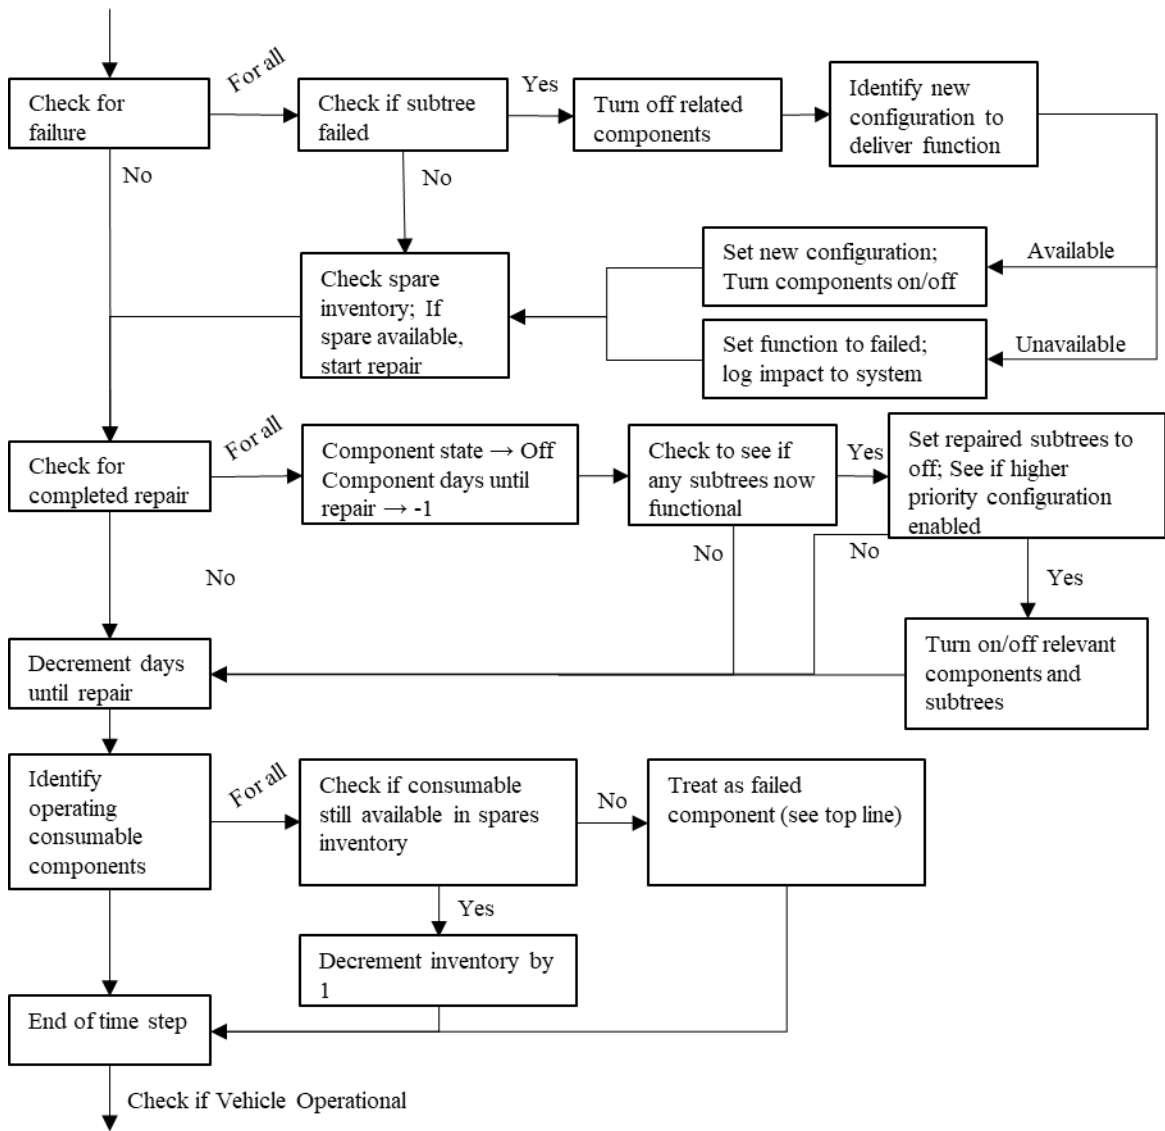 For all
Check for
failure
Check if subtree
failed
Yes
Turn off related
components
Identify new
configuration to
deliver function
No
No
Set new configuration;
Turn components on/off
Available
Check spare
inventory; If
spare available,
start repair
Set function to failed;
log impact to system
Unavailable
For all
Check for
completed repair
Component state → Off
Component days until
repair → -1
Check to see if
any subtrees now
functional
Yes
Set repaired subtrees to
off; See if higher
priority configuration
enabled
No
No
No
Yes
Decrement days
until repair
Turn on/off relevant
components and
subtrees
For all
Identify
operating
consumable
components
Check if consumable
still available in spares
inventory
No
Treat as failed
component (see top line)
Yes
Decrement inventory by
1
End of time step
Check if Vehicle Operational